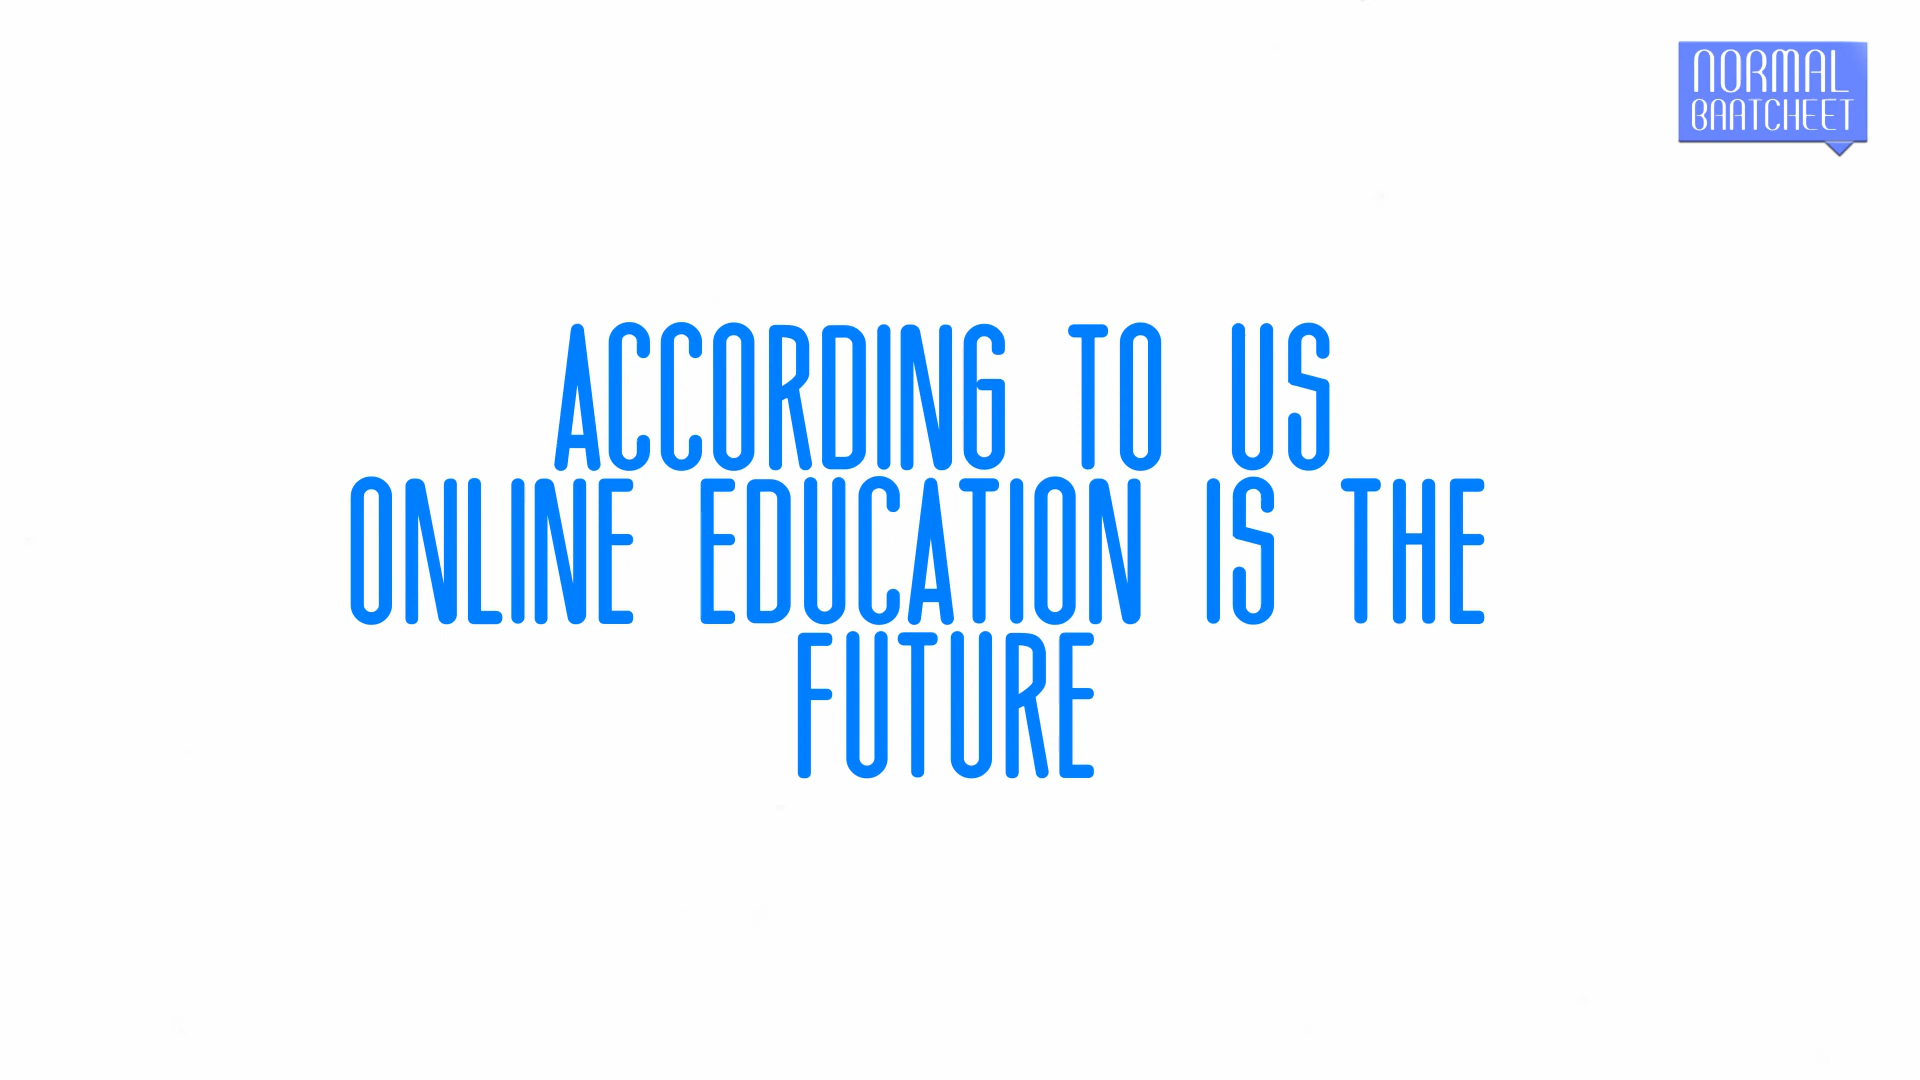 NORMAL
BAATCHEET
ACCORDING TO US
ONLINE EDUCATION IS THE
FUTURE